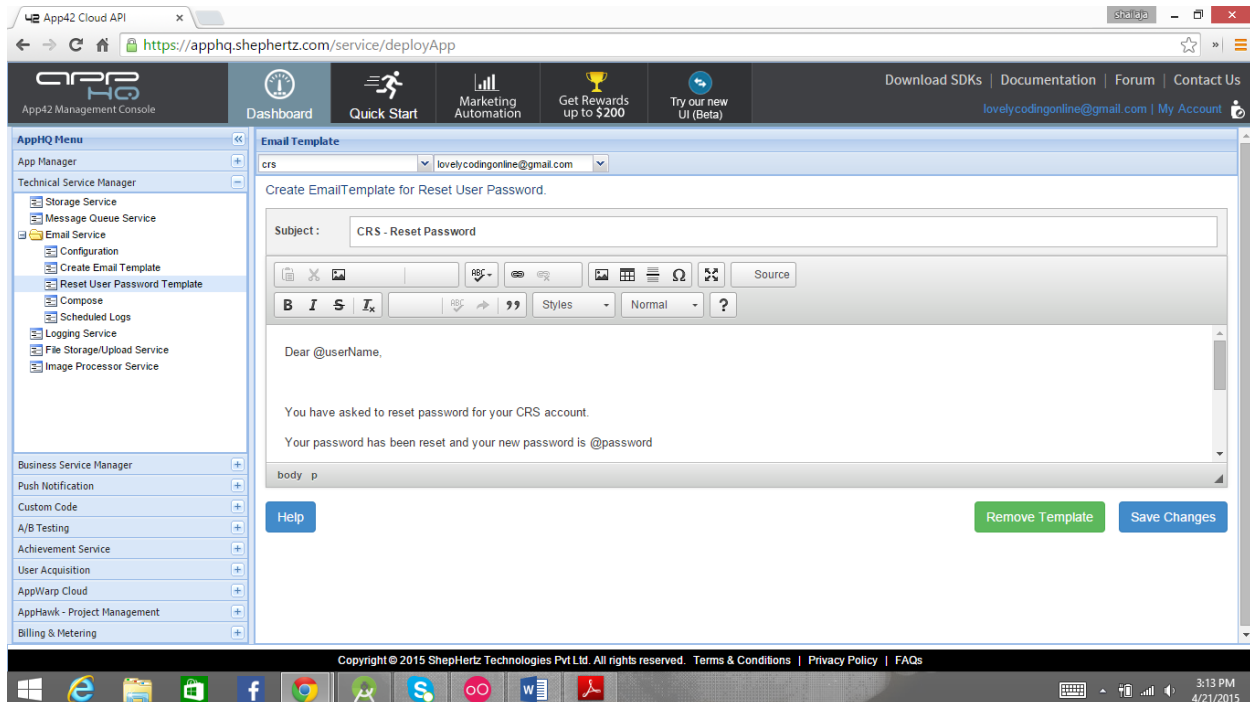 App42 Cloud API
shailaja
https://apphq.shephertz.com/service/deployApp
APP HQ
App42 Management Console
Dashboard
Quick Start
Marketing Automation
Get Rewards up to $200
Try our new UI (Beta)
Download SDKs | Documentation | Forum | Contact Us
lovelycodingonline@gmail.com | My Account
AppHQ Menu
App Manager
Technical Service Manager
Storage Service
Message Queue Service
Email Service
Configuration
Create Email Template
Reset User Password Template
Compose
Scheduled Logs
Logging Service
File Storage/Upload Service
Image Processor Service
Business Service Manager
Push Notification
Custom Code
A/B Testing
Achievement Service
User Acquisition
AppWarp Cloud
AppHawk - Project Management
Billing & Metering
Email Template
crs
lovelycodingonline@gmail.com
Create EmailTemplate for Reset User Password.
Subject :
CRS - Reset Password
Source
B I S Ix
Styles
Normal
?
Dear @userName,
You have asked to reset password for your CRS account.
Your password has been reset and your new password is @password
body p
Help
Remove Template
Save Changes
Copyright © 2015 ShepHertz Technologies Pvt Ltd. All rights reserved. Terms & Conditions | Privacy Policy | FAQs
3:13 PM
4/21/2015